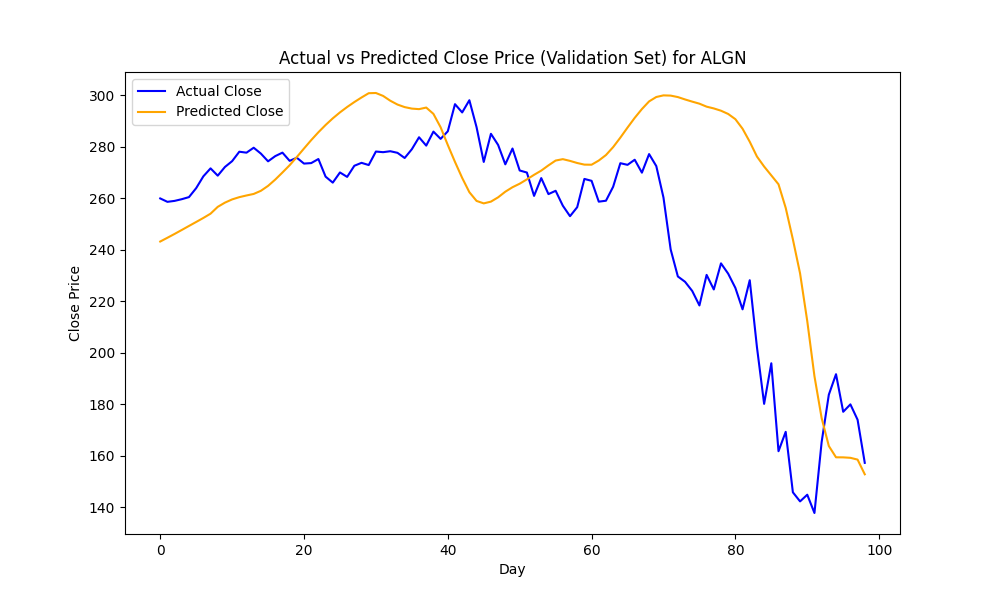 Actual vs Predicted Close Price (Validation Set) for ALGN
Actual Close
Predicted Close
300
280
260
240
220
200
180
160
140
Close Price
0 20 40 60 80 100
Day